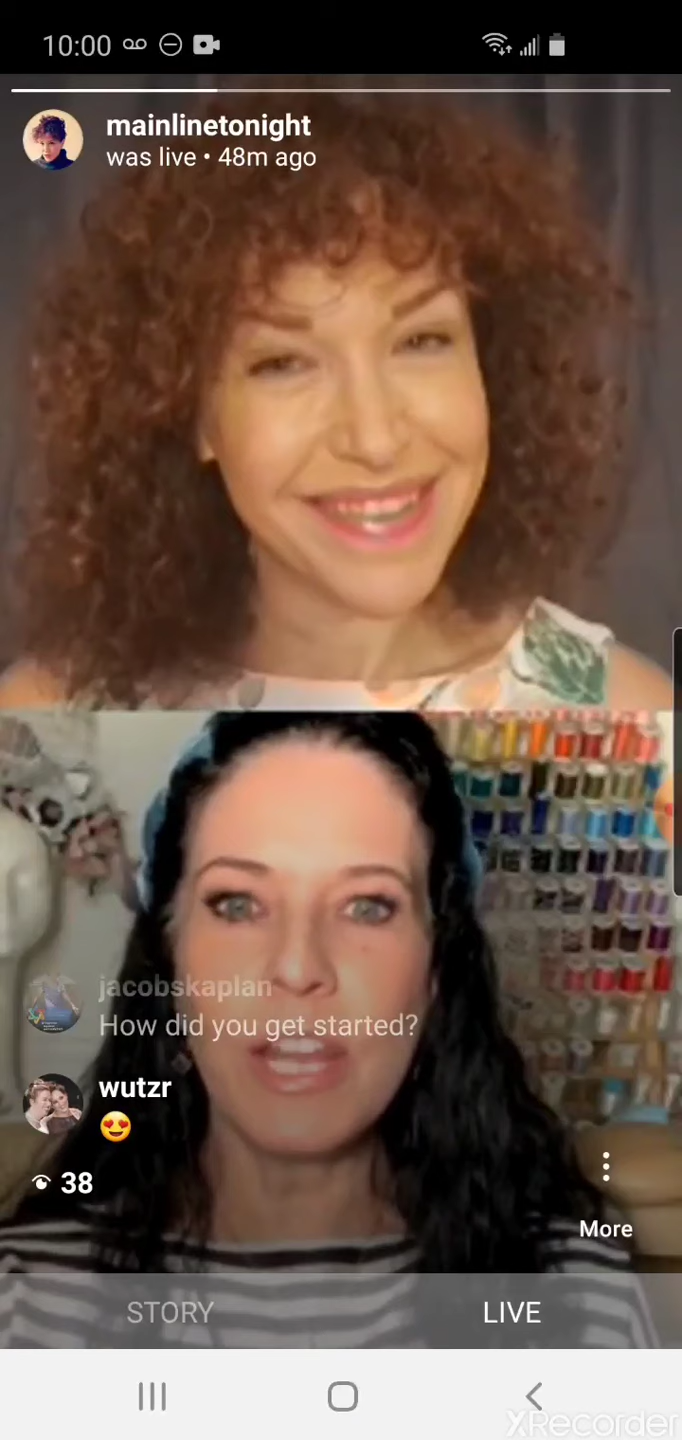 10:00
mainlinetonight
was live • 48m ago
jacobskaplan
How did you get started?
wutzr
😍
38
More
STORY
LIVE
XRecorder